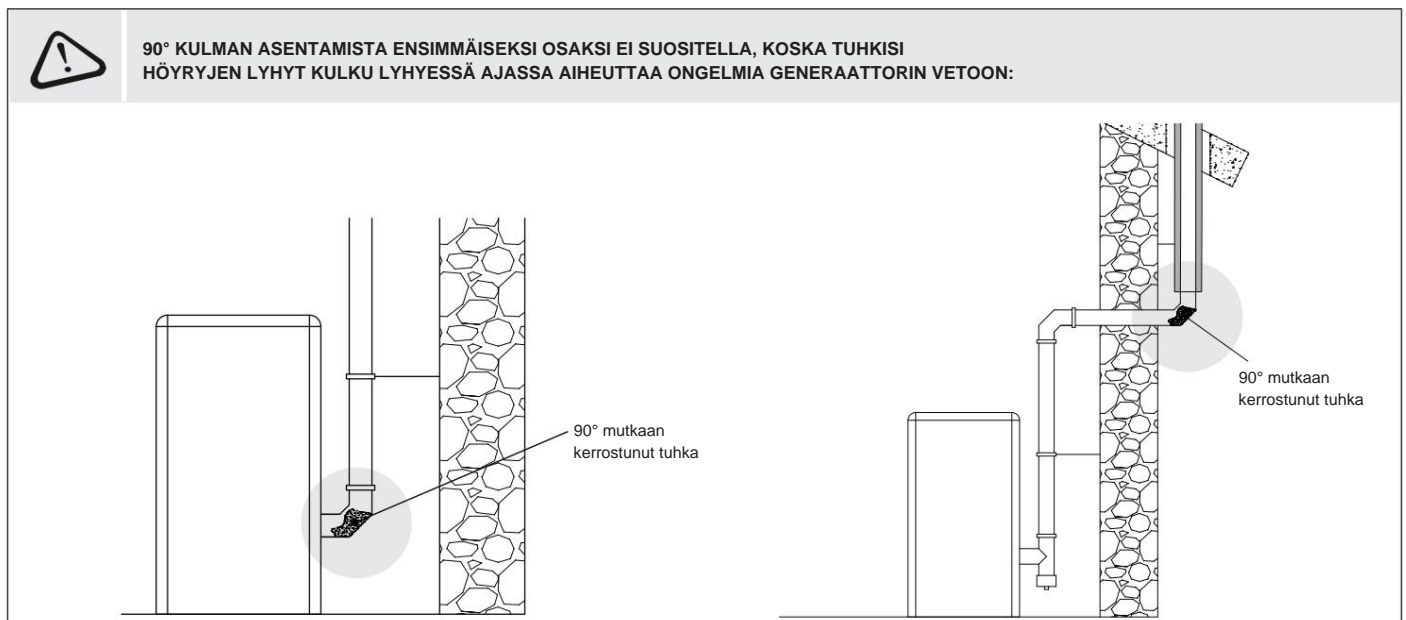 90° KULMAN ASENTAMISTA ENSIMMÄISEKSI OSAKSI EI SUOSITELLA, KOSKA TUHKISI
HÖYRYJEN LYHYT KULKU LYHYESSÄ AJASSA AIHEUTTAA ONGELMIA GENERAATTORIN VETOON:
90° mutkaan
kerrostunut tuhka
90° mutkaan
kerrostunut tuhka